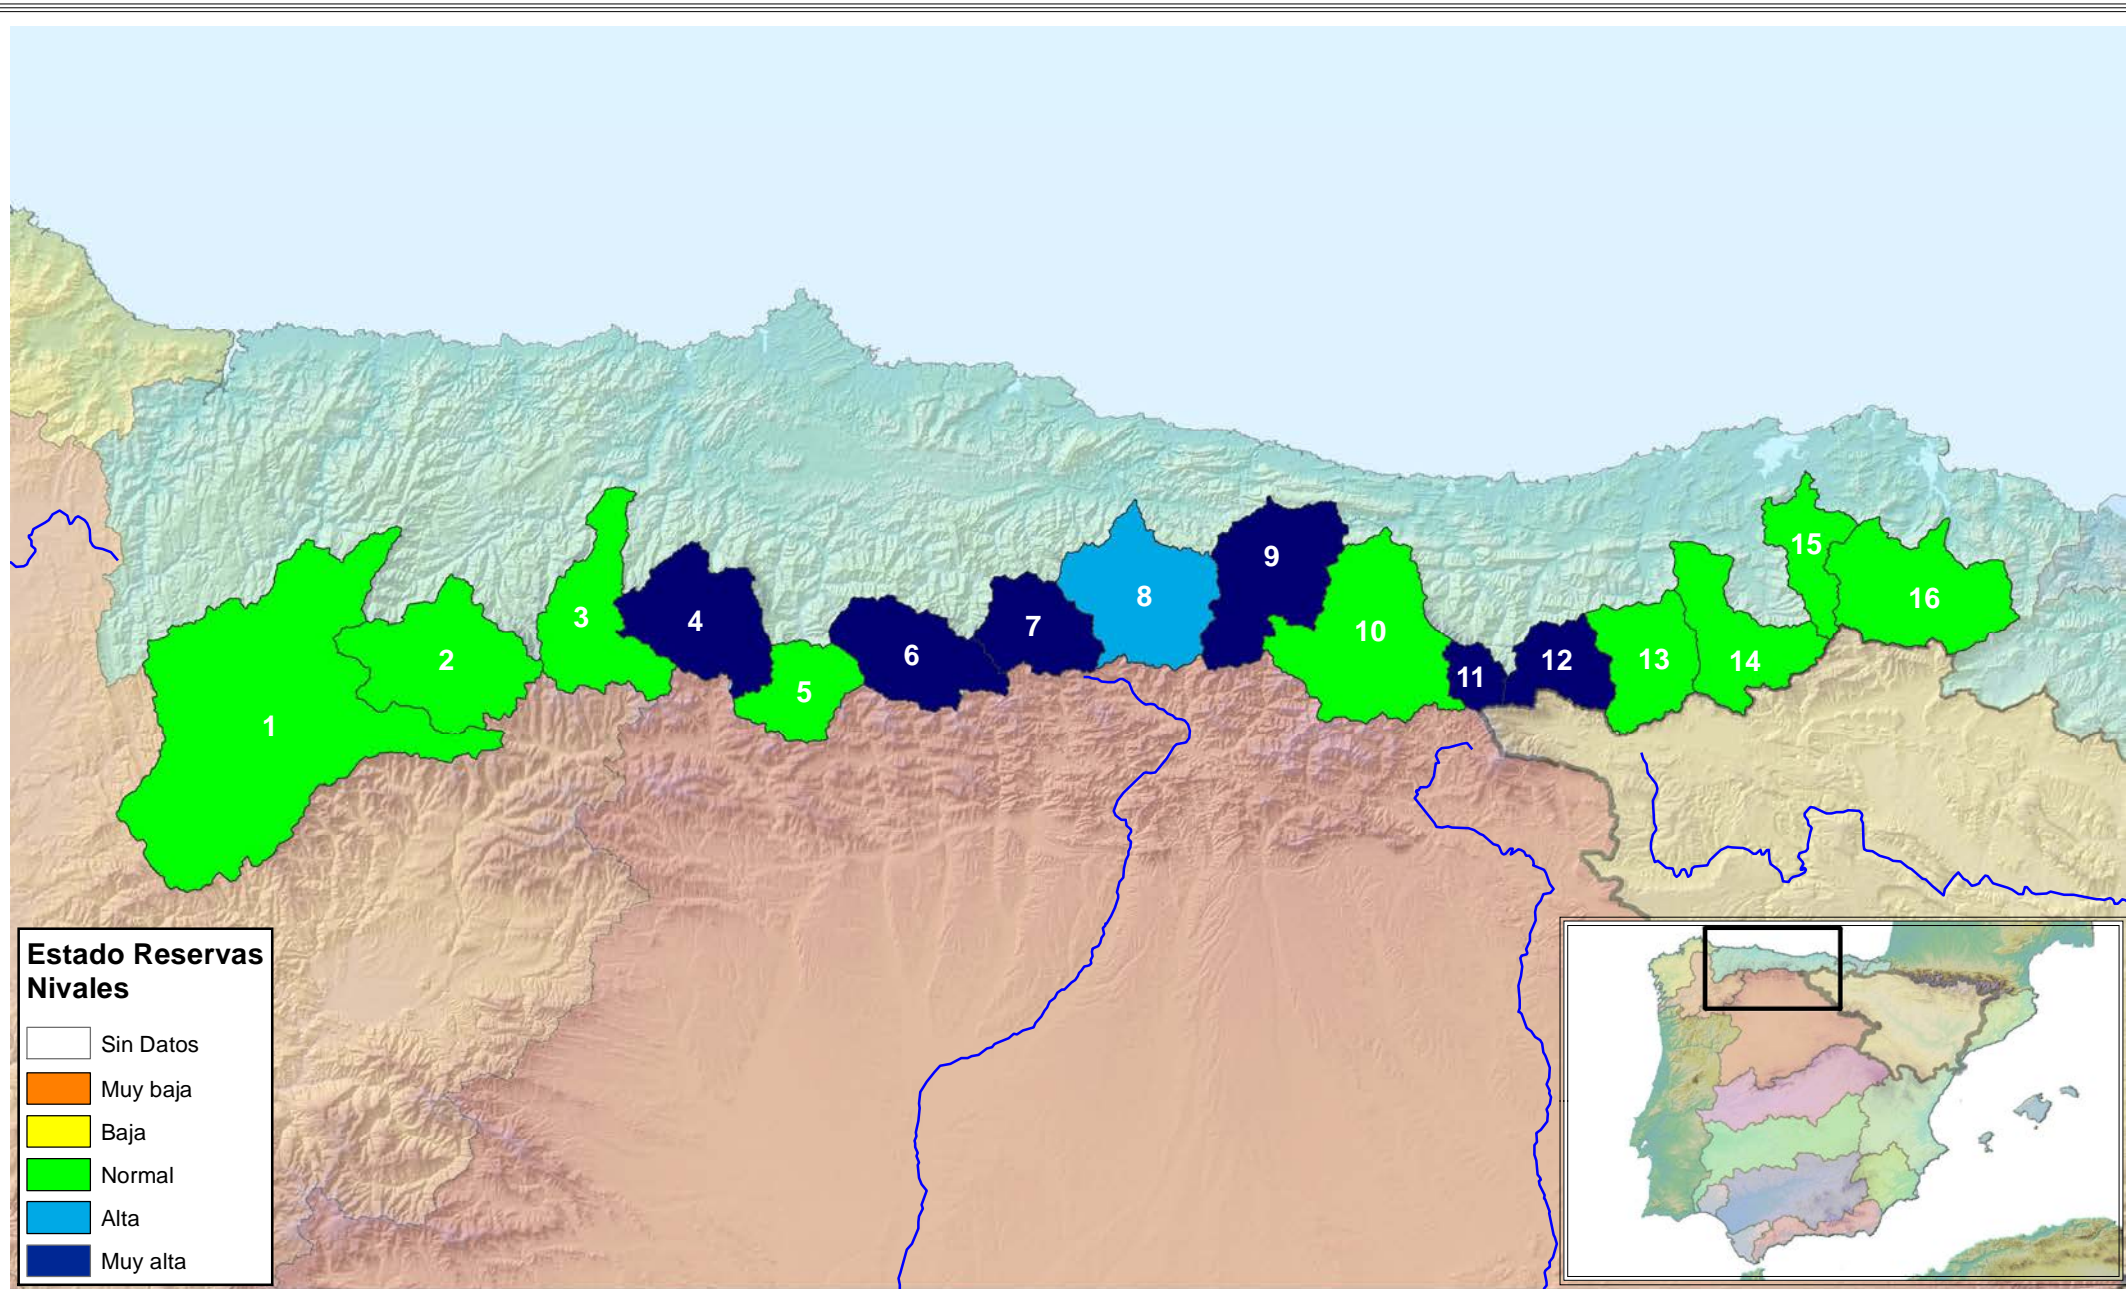 15
9
16
8
3
4
7
10
6
2
12
13
14
11
5
1
Estado Reservas
Nivales
Sin Datos
Muy baja
Baja
Normal
Alta
Muy alta